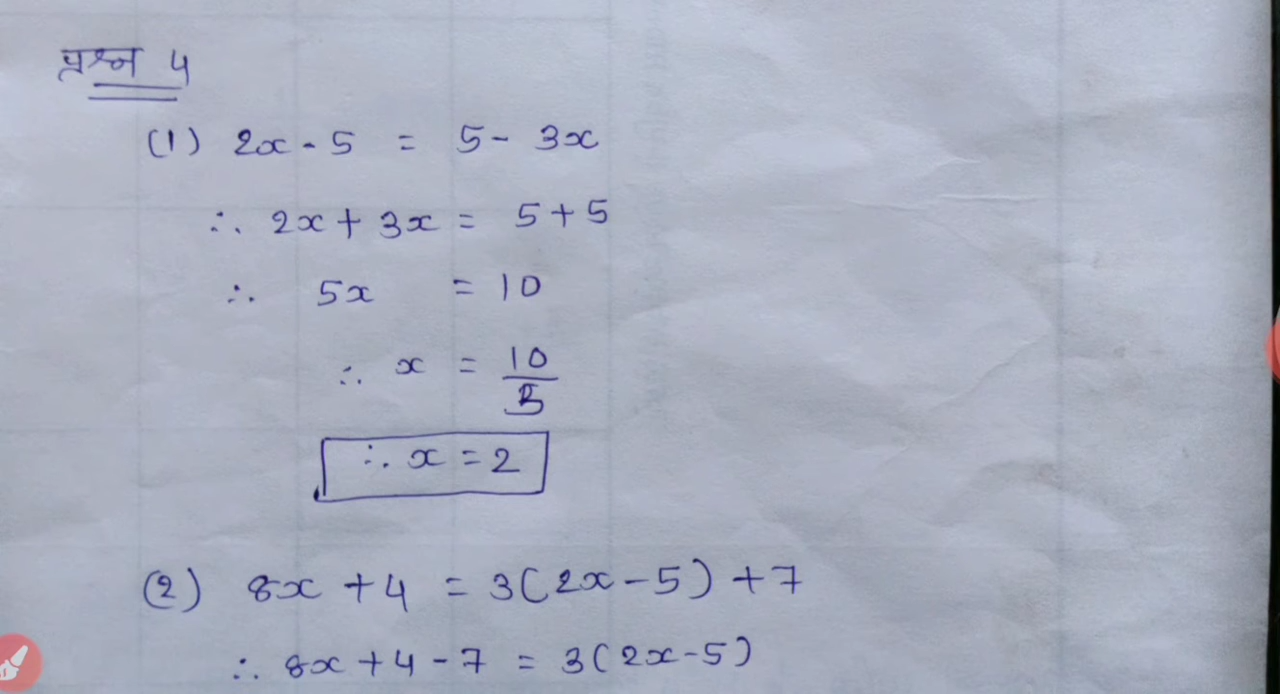 प्रश्न 4
(1) 2x - 5 = 5 - 3x
∴ 2x + 3x = 5 + 5
∴ 5x = 10
∴ x = 10/5
∴ x = 2
(2) 8x + 4 = 3(2x - 5) + 7
∴ 8x + 4 - 7 = 3(2x - 5)